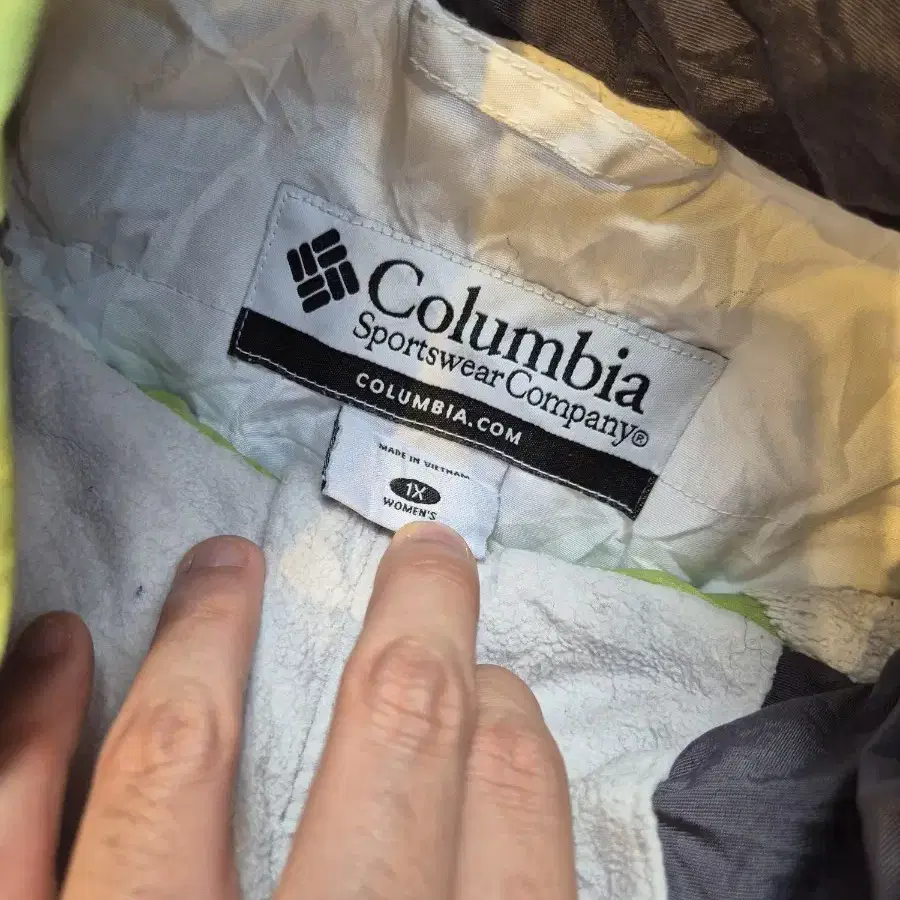 Columbia
Sportswear Company®
COLUMBIA.COM
MADE IN VIETNAM
1X
WOMEN'S